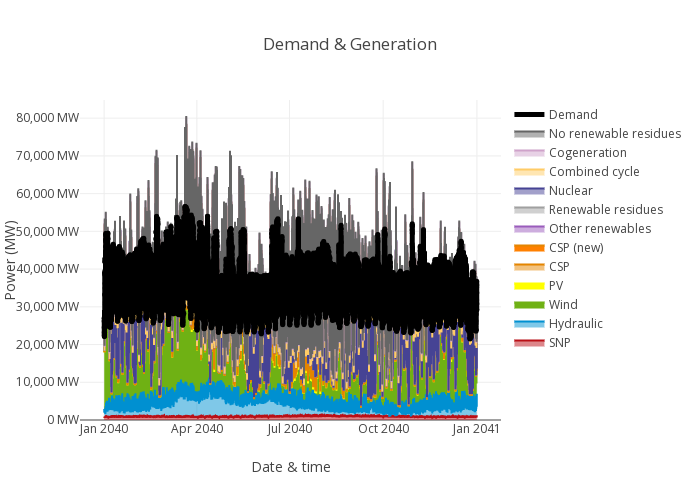 Demand & Generation
80,000 MW
70,000 MW
60,000 MW
50,000 MW
40,000 MW
30,000 MW
20,000 MW
10,000 MW
0 MW
Power (MW)
Jan 2040
Apr 2040
Jul 2040
Oct 2040
Jan 2041
Date & time
Demand
No renewable residues
Cogeneration
Combined cycle
Nuclear
Renewable residues
Other renewables
CSP (new)
CSP
PV
Wind
Hydraulic
SNP